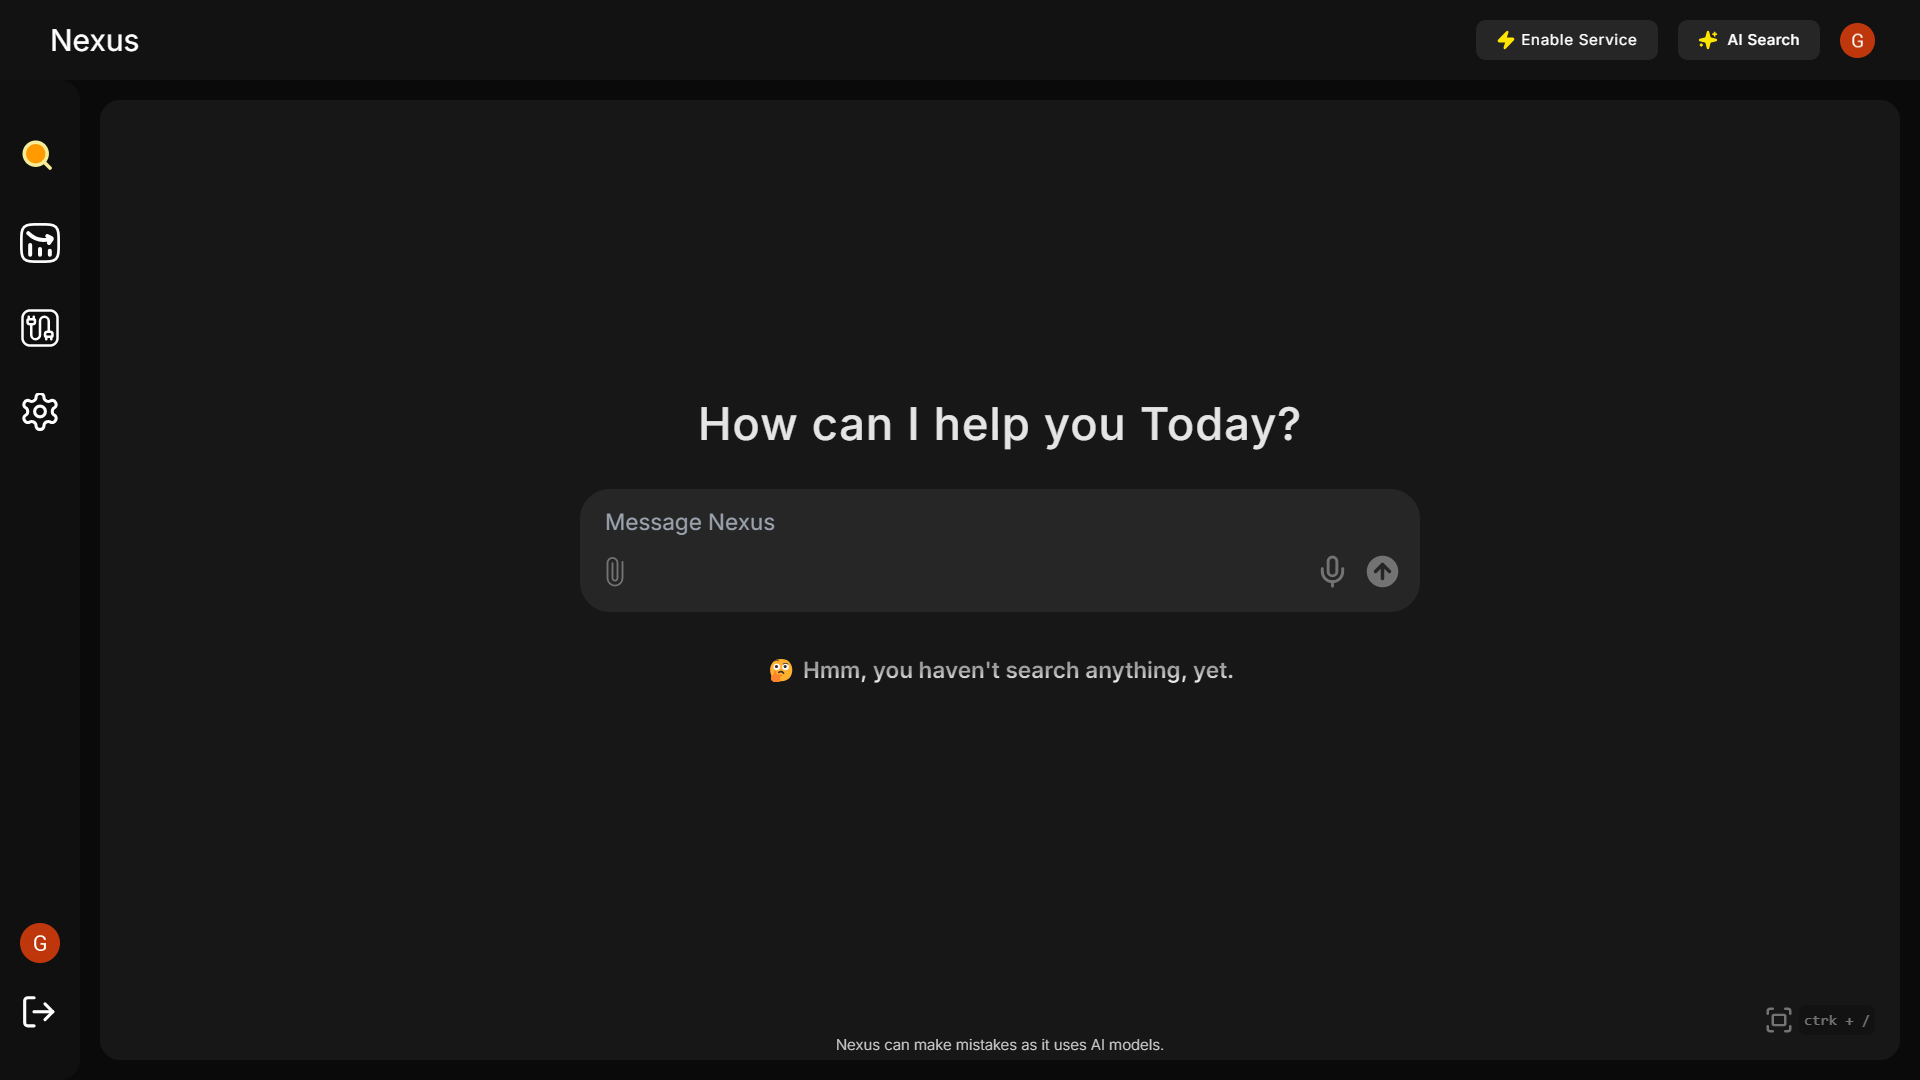 Nexus
Enable Service
AI Search
G
How can I help you Today?
Message Nexus
🤔 Hmm, you haven't search anything, yet.
G
ctrk + /
Nexus can make mistakes as it uses AI models.